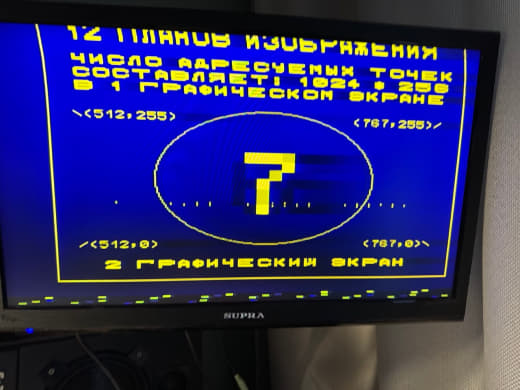 12 ПЛАНОВ ИЗОБРАЖЕНИЯ
ЧИСЛО АДРЕСУЕМЫХ ТОЧЕК
СОСТАВЛЯЕТ: 1024 * 256
В 1 ГРАФИЧЕСКОМ ЭКРАНЕ
\(512,255)
(767,255)/
7
/(512,0)
(767,0)\
2 ГРАФИЧЕСКИЙ ЭКРАН
SUPRA